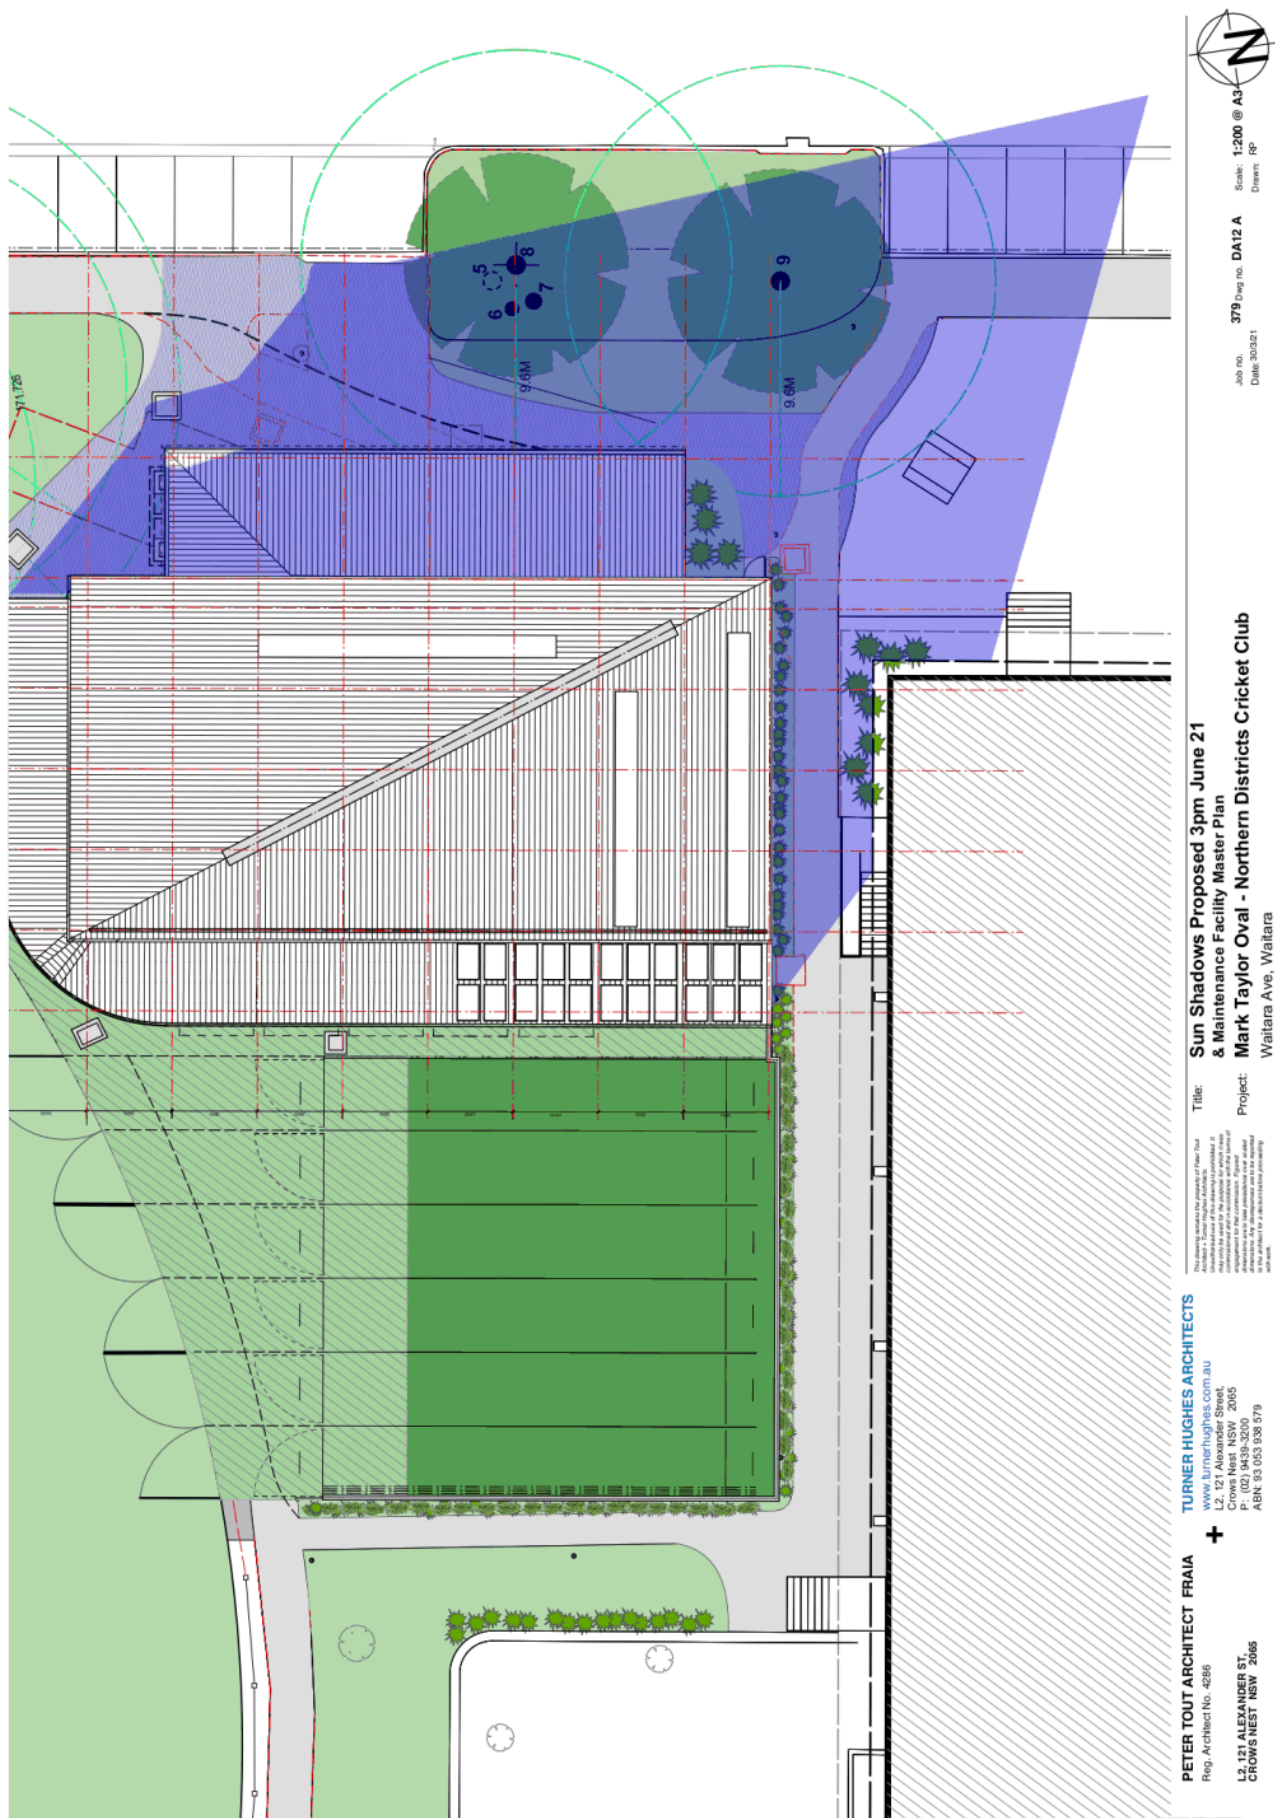 N
Scale: 1:200 @ A3
Drawn: RP
Job no. 379 Dwg no. DA12 A
Date: 30/3/21
Title: Sun Shadows Proposed 3pm June 21
& Maintenance Facility Master Plan
Project: Mark Taylor Oval - Northern Districts Cricket Club
Waitara Ave, Waitara
TURNER HUGHES ARCHITECTS
www.turnerhughes.com.au
L2, 121 Alexander Street,
Crows Nest NSW 2065
P: (02) 9439-3200
ABN: 93 053 938 579
+
PETER TOUT ARCHITECT FRAIA
Reg. Architect No. 4286
L2, 121 ALEXANDER ST,
CROWS NEST NSW 2065
171.726
5
8
6
7
9
9.6M
9.6M